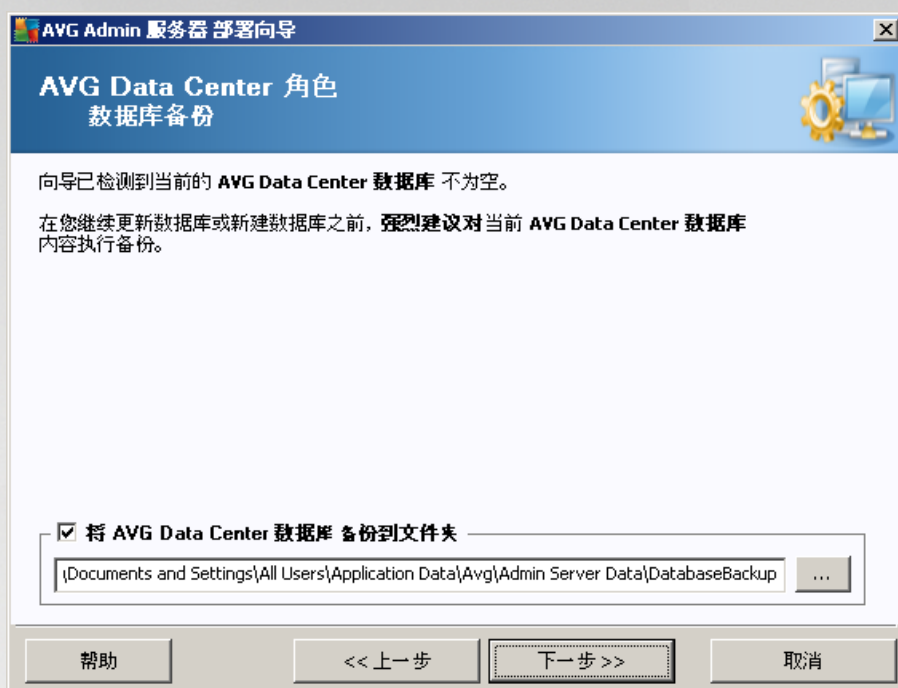 AVG Admin 服务器 部署向导
AVG Data Center 角色
数据库备份
向导已检测到当前的 AVG Data Center 数据库 不为空。
在您继续更新数据库或新建数据库之前, 强烈建议对当前 AVG Data Center 数据库
内容执行备份。
将 AVG Data Center 数据库 备份到文件夹
\Documents and Settings\All Users\Application Data\Avg\Admin Server Data\DatabaseBackup
...
帮助
<< 上一步
下一步 >>
取消